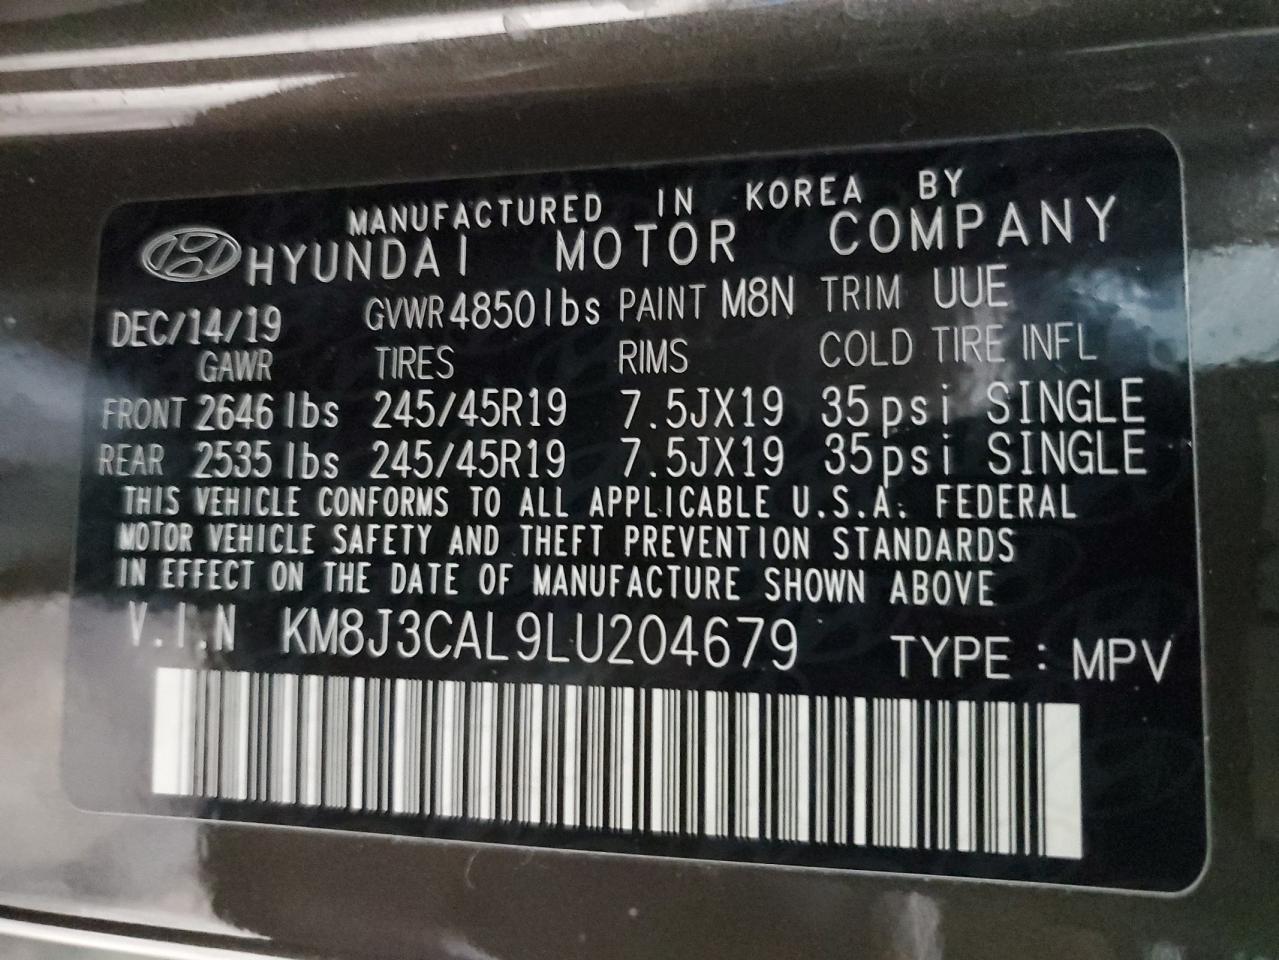 MANUFACTURED IN KOREA BY
HYUNDAI MOTOR COMPANY
DEC/14/19 GVWR 4850lbs PAINT M8N TRIM UUE
GAWR TIRES RIMS COLD TIRE INFL
FRONT 2646 lbs 245/45R19 7.5JX19 35psi SINGLE
REAR 2535 lbs 245/45R19 7.5JX19 35psi SINGLE
THIS VEHICLE CONFORMS TO ALL APPLICABLE U.S.A. FEDERAL
MOTOR VEHICLE SAFETY AND THEFT PREVENTION STANDARDS
IN EFFECT ON THE DATE OF MANUFACTURE SHOWN ABOVE
V.I.N KM8J3CAL9LU204679 TYPE : MPV